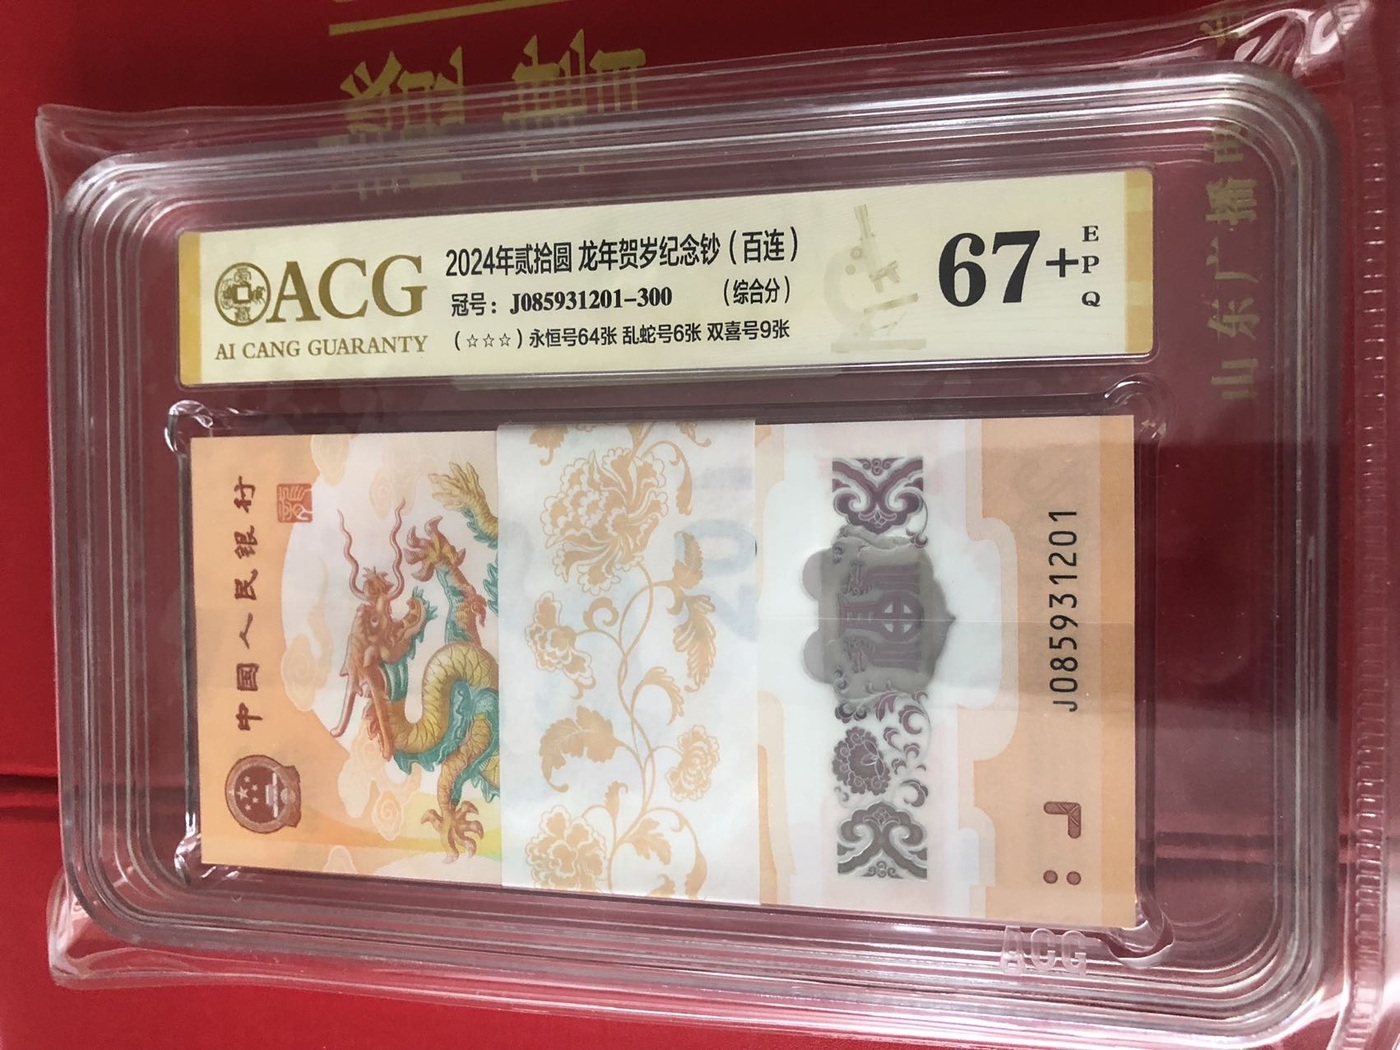 ACG
AI CANG GUARANTY
2024年贰拾圆 龙年贺岁纪念钞(百连)
冠号: J085931201-300 (综合分)
(☆☆☆) 永恒号64张 乱蛇号6张 双喜号9张
67+
EPQ
中国人民银行
J085931201
ACG
山东广播